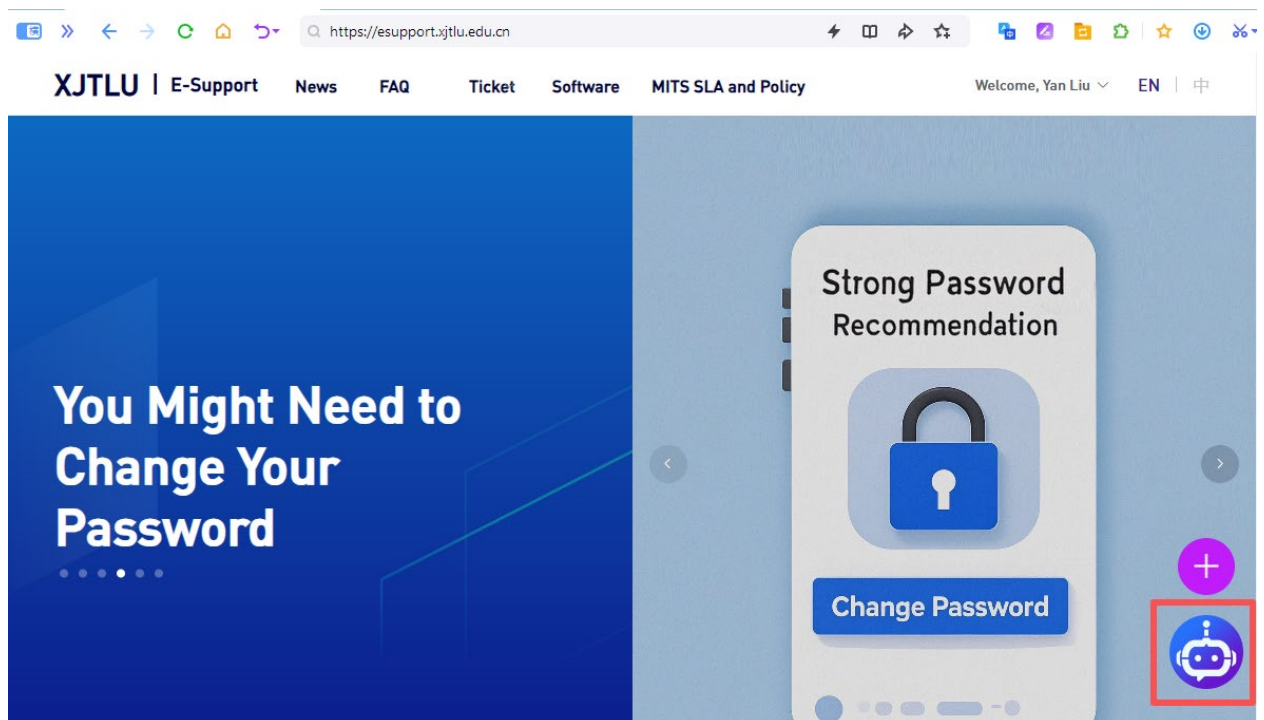 https://esupport.xjtlu.edu.cn
XJTLU | E-Support
News
FAQ
Ticket
Software
MITS SLA and Policy
Welcome, Yan Liu
EN | 中
You Might Need to
Change Your
Password
Strong Password
Recommendation
Change Password